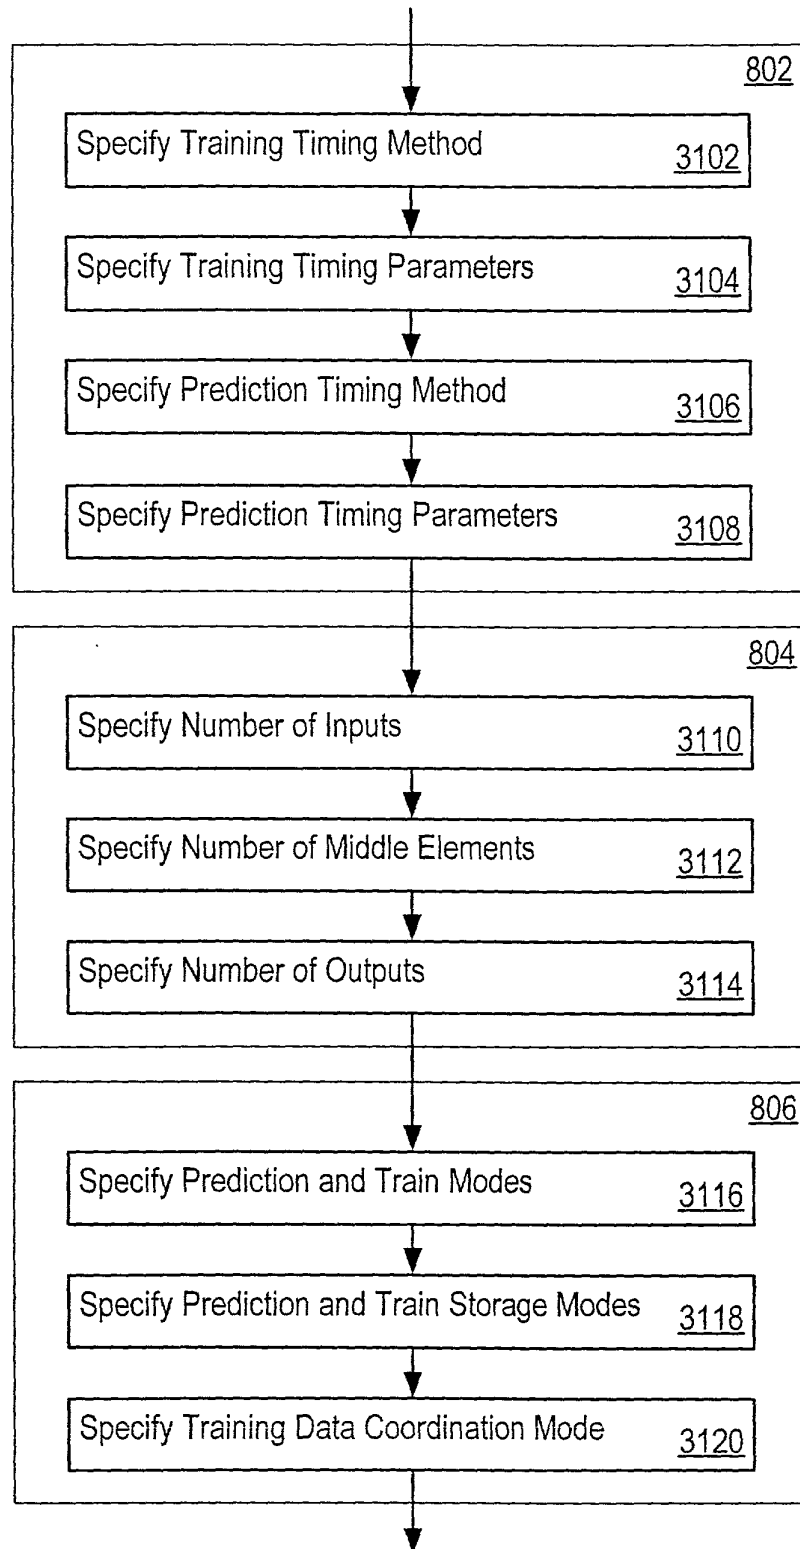 802
Specify Training Timing Method
3102
Specify Training Timing Parameters
3104
Specify Prediction Timing Method
3106
Specify Prediction Timing Parameters
3108
804
Specify Number of Inputs
3110
Specify Number of Middle Elements
3112
Specify Number of Outputs
3114
806
Specify Prediction and Train Modes
3116
Specify Prediction and Train Storage Modes
3118
Specify Training Data Coordination Mode
3120